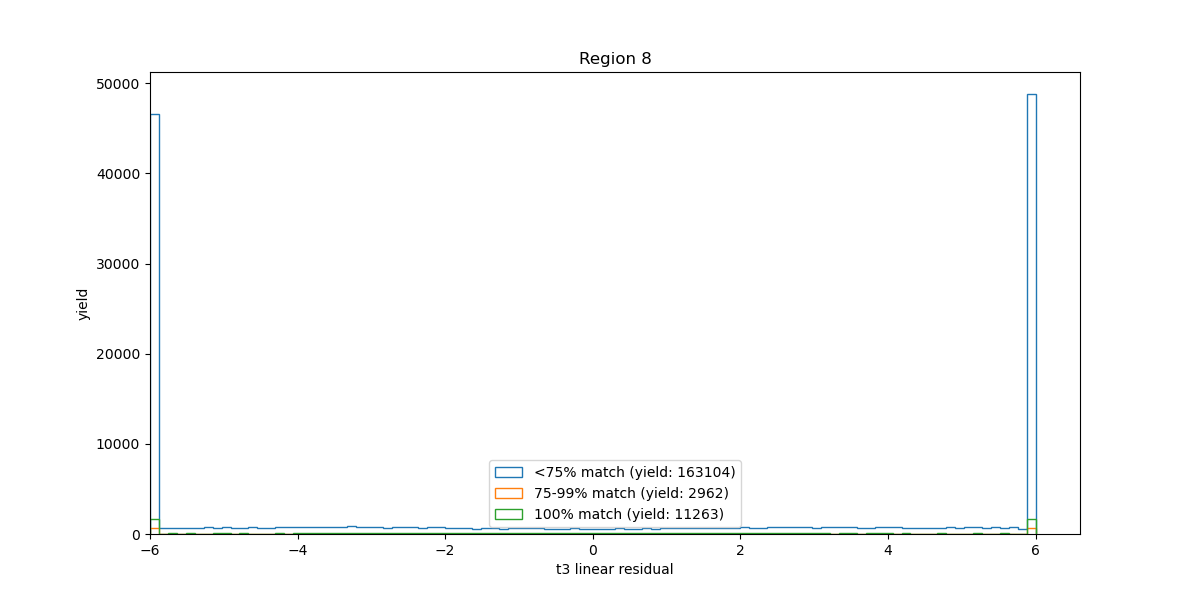 Region 8
50000
40000
30000
20000
10000
0
yield
<75% match (yield: 163104)
75-99% match (yield: 2962)
100% match (yield: 11263)
−6
−4
−2
0
2
4
6
t3 linear residual